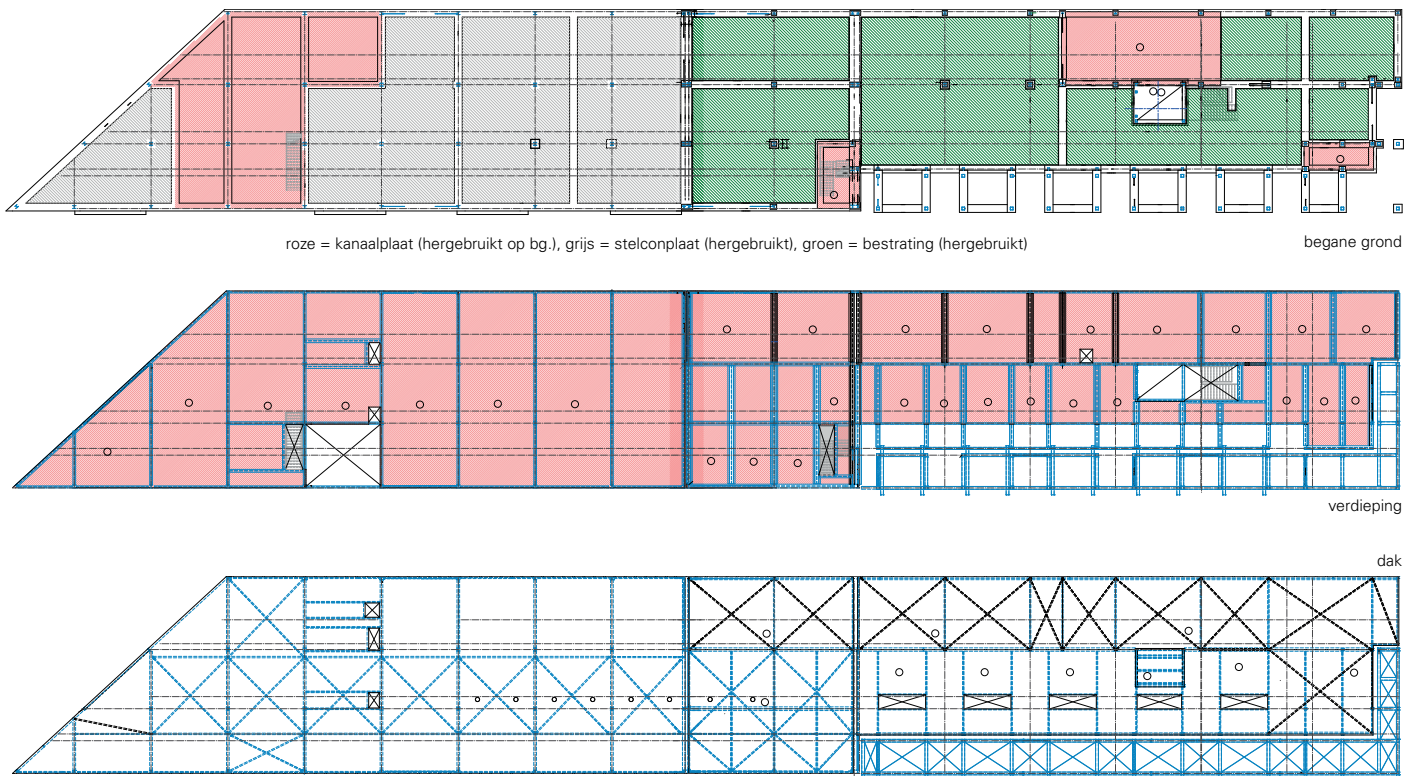 roze = kanaalplaat (hergebruikt op bg.), grijs = stelconplaat (hergebruikt), groen = bestrating (hergebruikt)
begane grond
verdieping
dak